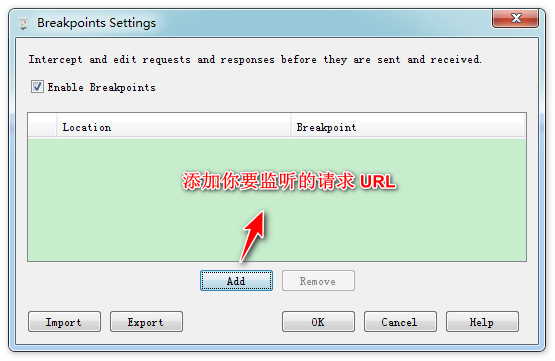 Breakpoints Settings
Intercept and edit requests and responses before they are sent and received.
Enable Breakpoints
Location Breakpoint
添加你要监听的请求 URL
Add Remove
Import Export OK Cancel Help